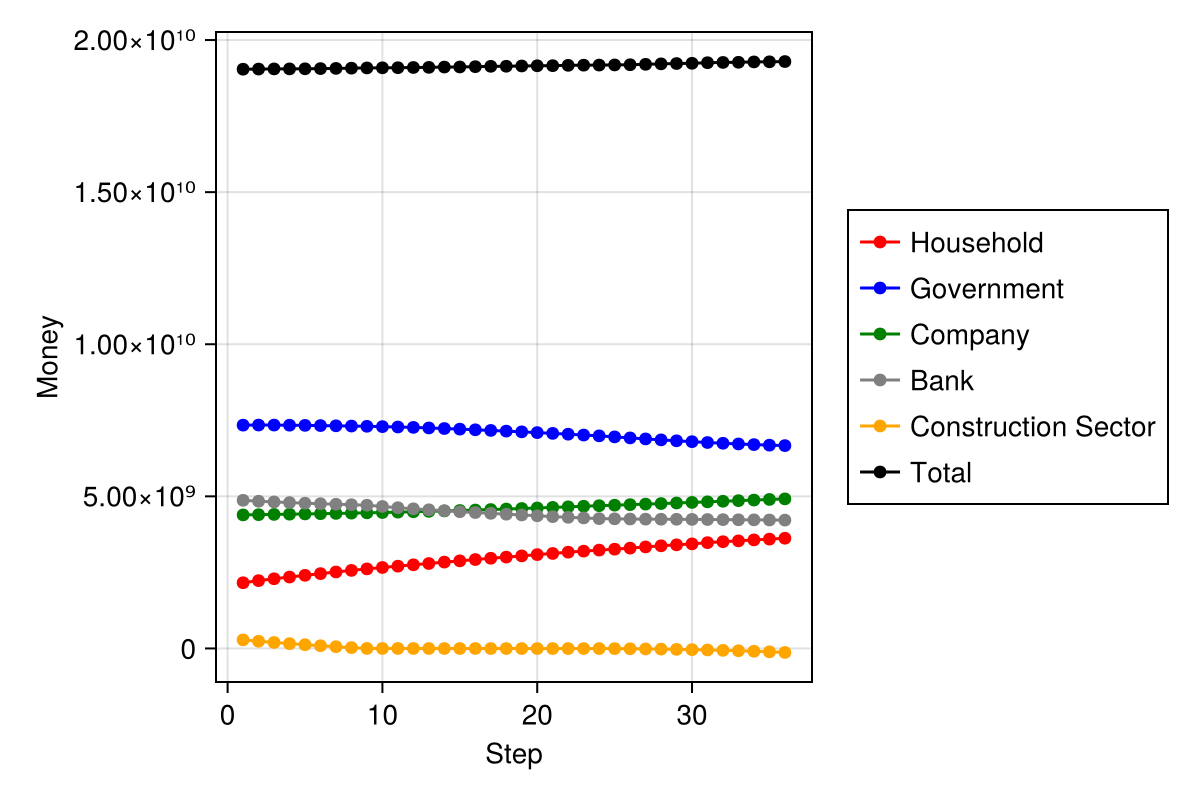 2.00×10¹⁰
1.50×10¹⁰
1.00×10¹⁰
5.00×10⁹
0
Money
0 10 20 30
Step
Household
Government
Company
Bank
Construction Sector
Total